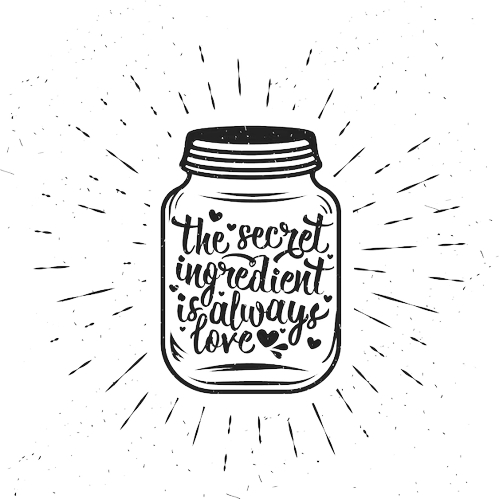 the secret
ingredient
is always
love